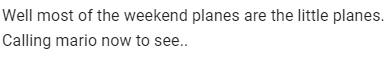 Well most of the weekend planes are the little planes.
Calling mario now to see..